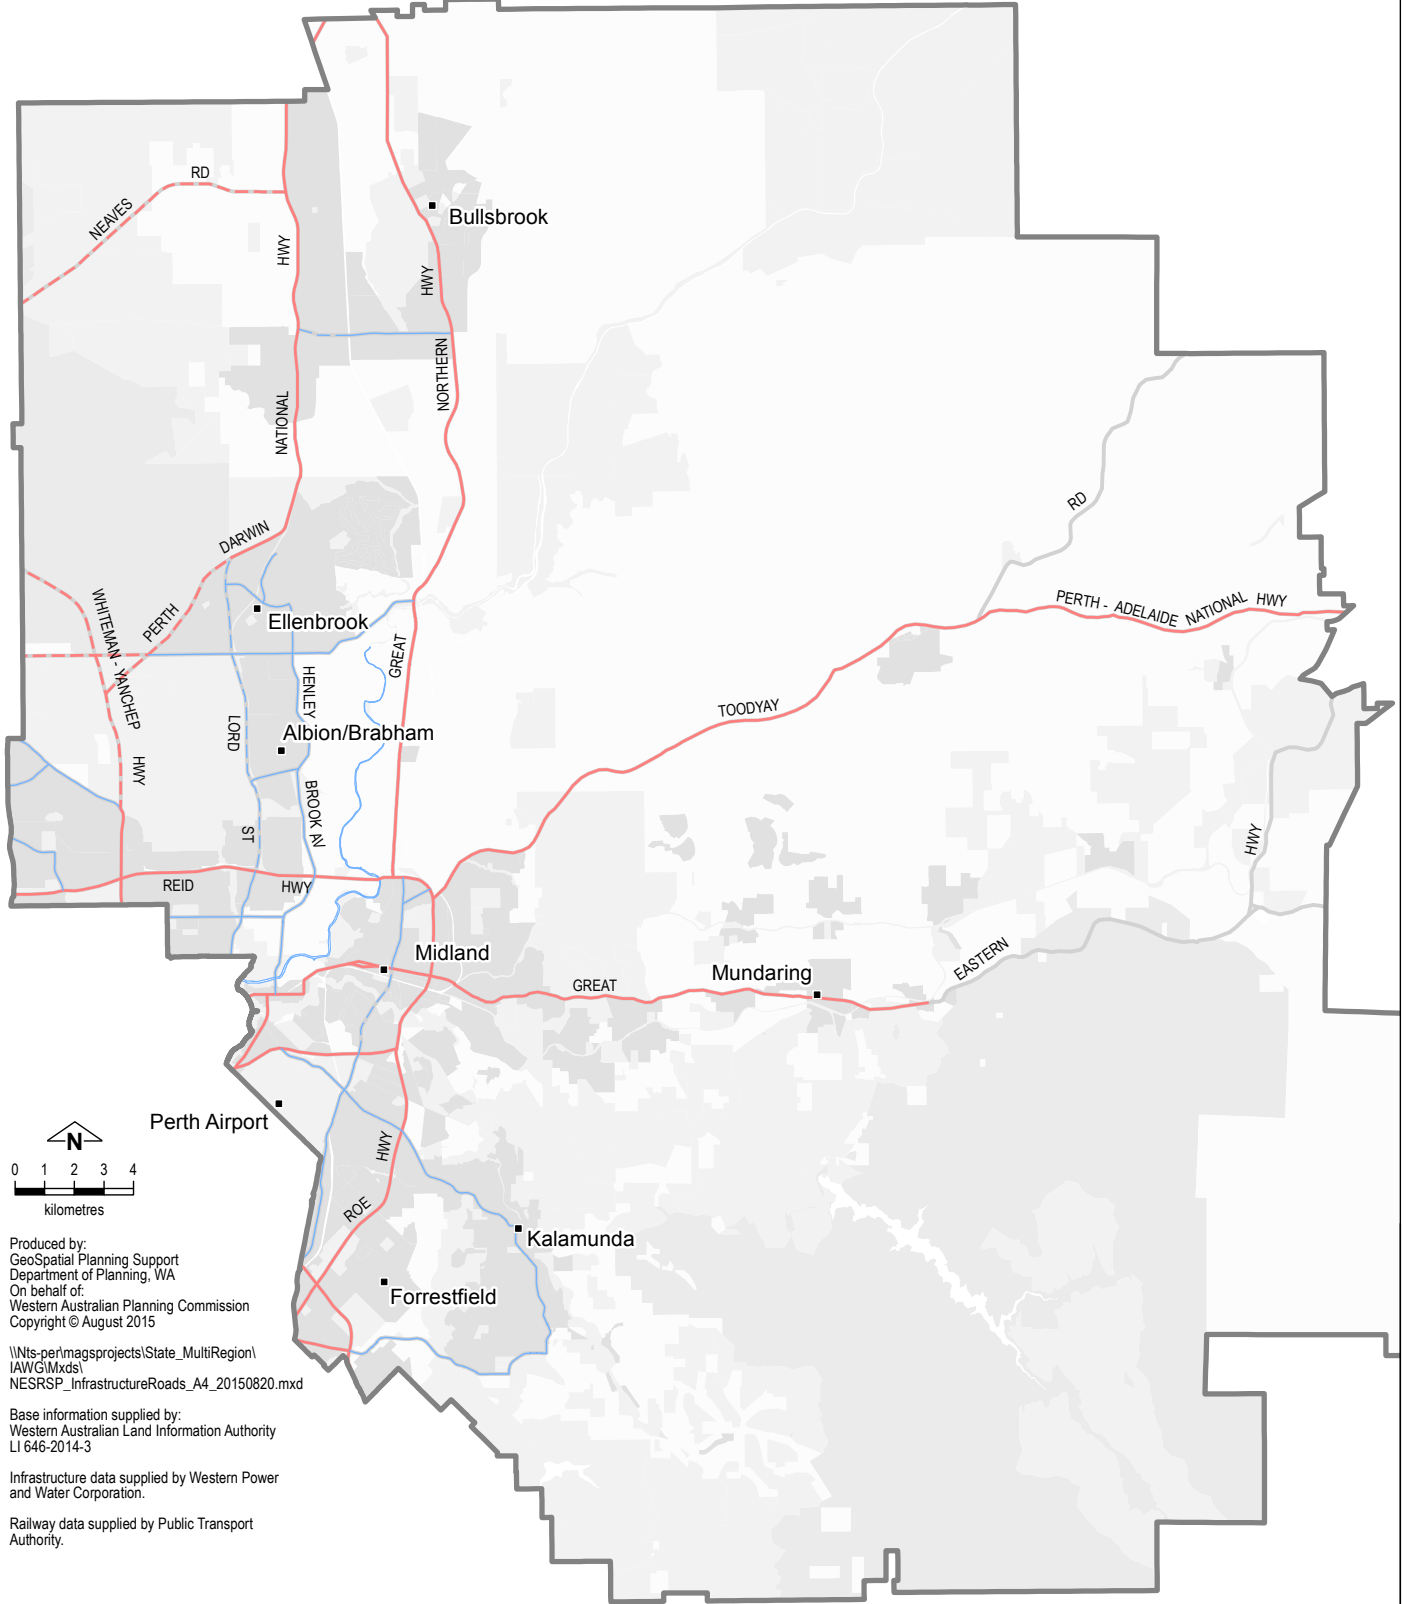 RD
NEAVES
HWY
Bullsbrook
HWY
NORTHERN
NATIONAL
DARWIN
RD
PERTH - ADELAIDE NATIONAL HWY
WHITEMAN - YANCHEP
HWY
PERTH
Ellenbrook
GREAT
HENLEY
BROOK AV
LORD
ST
Albion/Brabham
TOODYAY
HWY
REID
HWY
Midland
GREAT
Mundaring
EASTERN
Perth Airport
HWY
ROE
Kalamunda
Forrestfield
N
0 1 2 3 4
kilometres
Produced by:
GeoSpatial Planning Support
Department of Planning, WA
On behalf of:
Western Australian Planning Commission
Copyright © August 2015
\\Nts-per\magsprojects\State_MultiRegion\
IAWG\Mxds\
NESRSP_InfrastructureRoads_A4_20150820.mxd
Base information supplied by:
Western Australian Land Information Authority
LI 646-2014-3
Infrastructure data supplied by Western Power
and Water Corporation.
Railway data supplied by Public Transport
Authority.